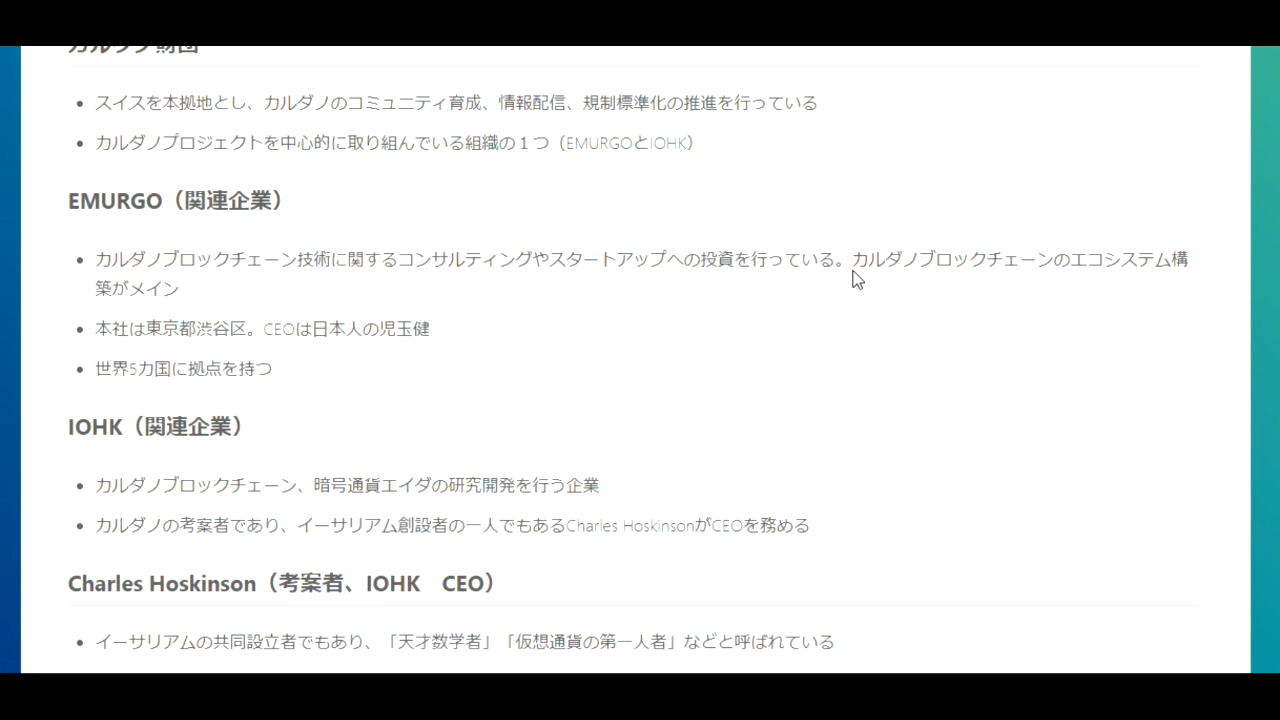 カルダノ財団
スイスを本拠地とし、カルダノのコミュニティ育成、情報配信、規制標準化の推進を行っている
カルダノプロジェクトを中心的に取り組んでいる組織の１つ（EMURGOとIOHK）
EMURGO（関連企業）
カルダノブロックチェーン技術に関するコンサルティングやスタートアップへの投資を行っている。カルダノブロックチェーンのエコシステム構
築がメイン
本社は東京都渋谷区。CEOは日本人の児玉健
世界5カ国に拠点を持つ
IOHK（関連企業）
カルダノブロックチェーン、暗号通貨エイダの研究開発を行う企業
カルダノの考案者であり、イーサリアム創設者の一人でもあるCharles HoskinsonがCEOを務める
Charles Hoskinson（考案者、IOHK　CEO）
イーサリアムの共同設立者でもあり、「天才数学者」「仮想通貨の第一人者」などと呼ばれている